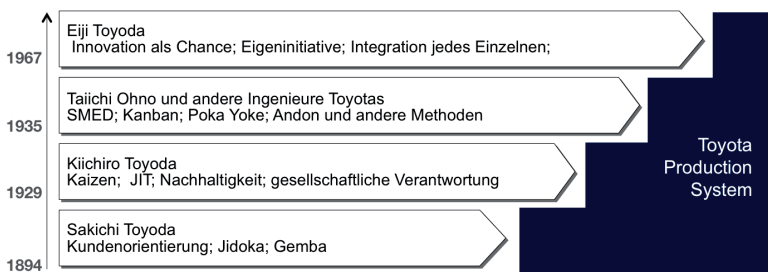 Eiji Toyoda
Innovation als Chance; Eigeninitiative; Integration jedes Einzelnen;
1967
Taiichi Ohno und andere Ingenieure Toyotas
SMED; Kanban; Poka Yoke; Andon und andere Methoden
1935
Kiichiro Toyoda
Kaizen; JIT; Nachhaltigkeit; gesellschaftliche Verantwortung
1929
Sakichi Toyoda
Kundenorientierung; Jidoka; Gemba
1894
Toyota
Production
System